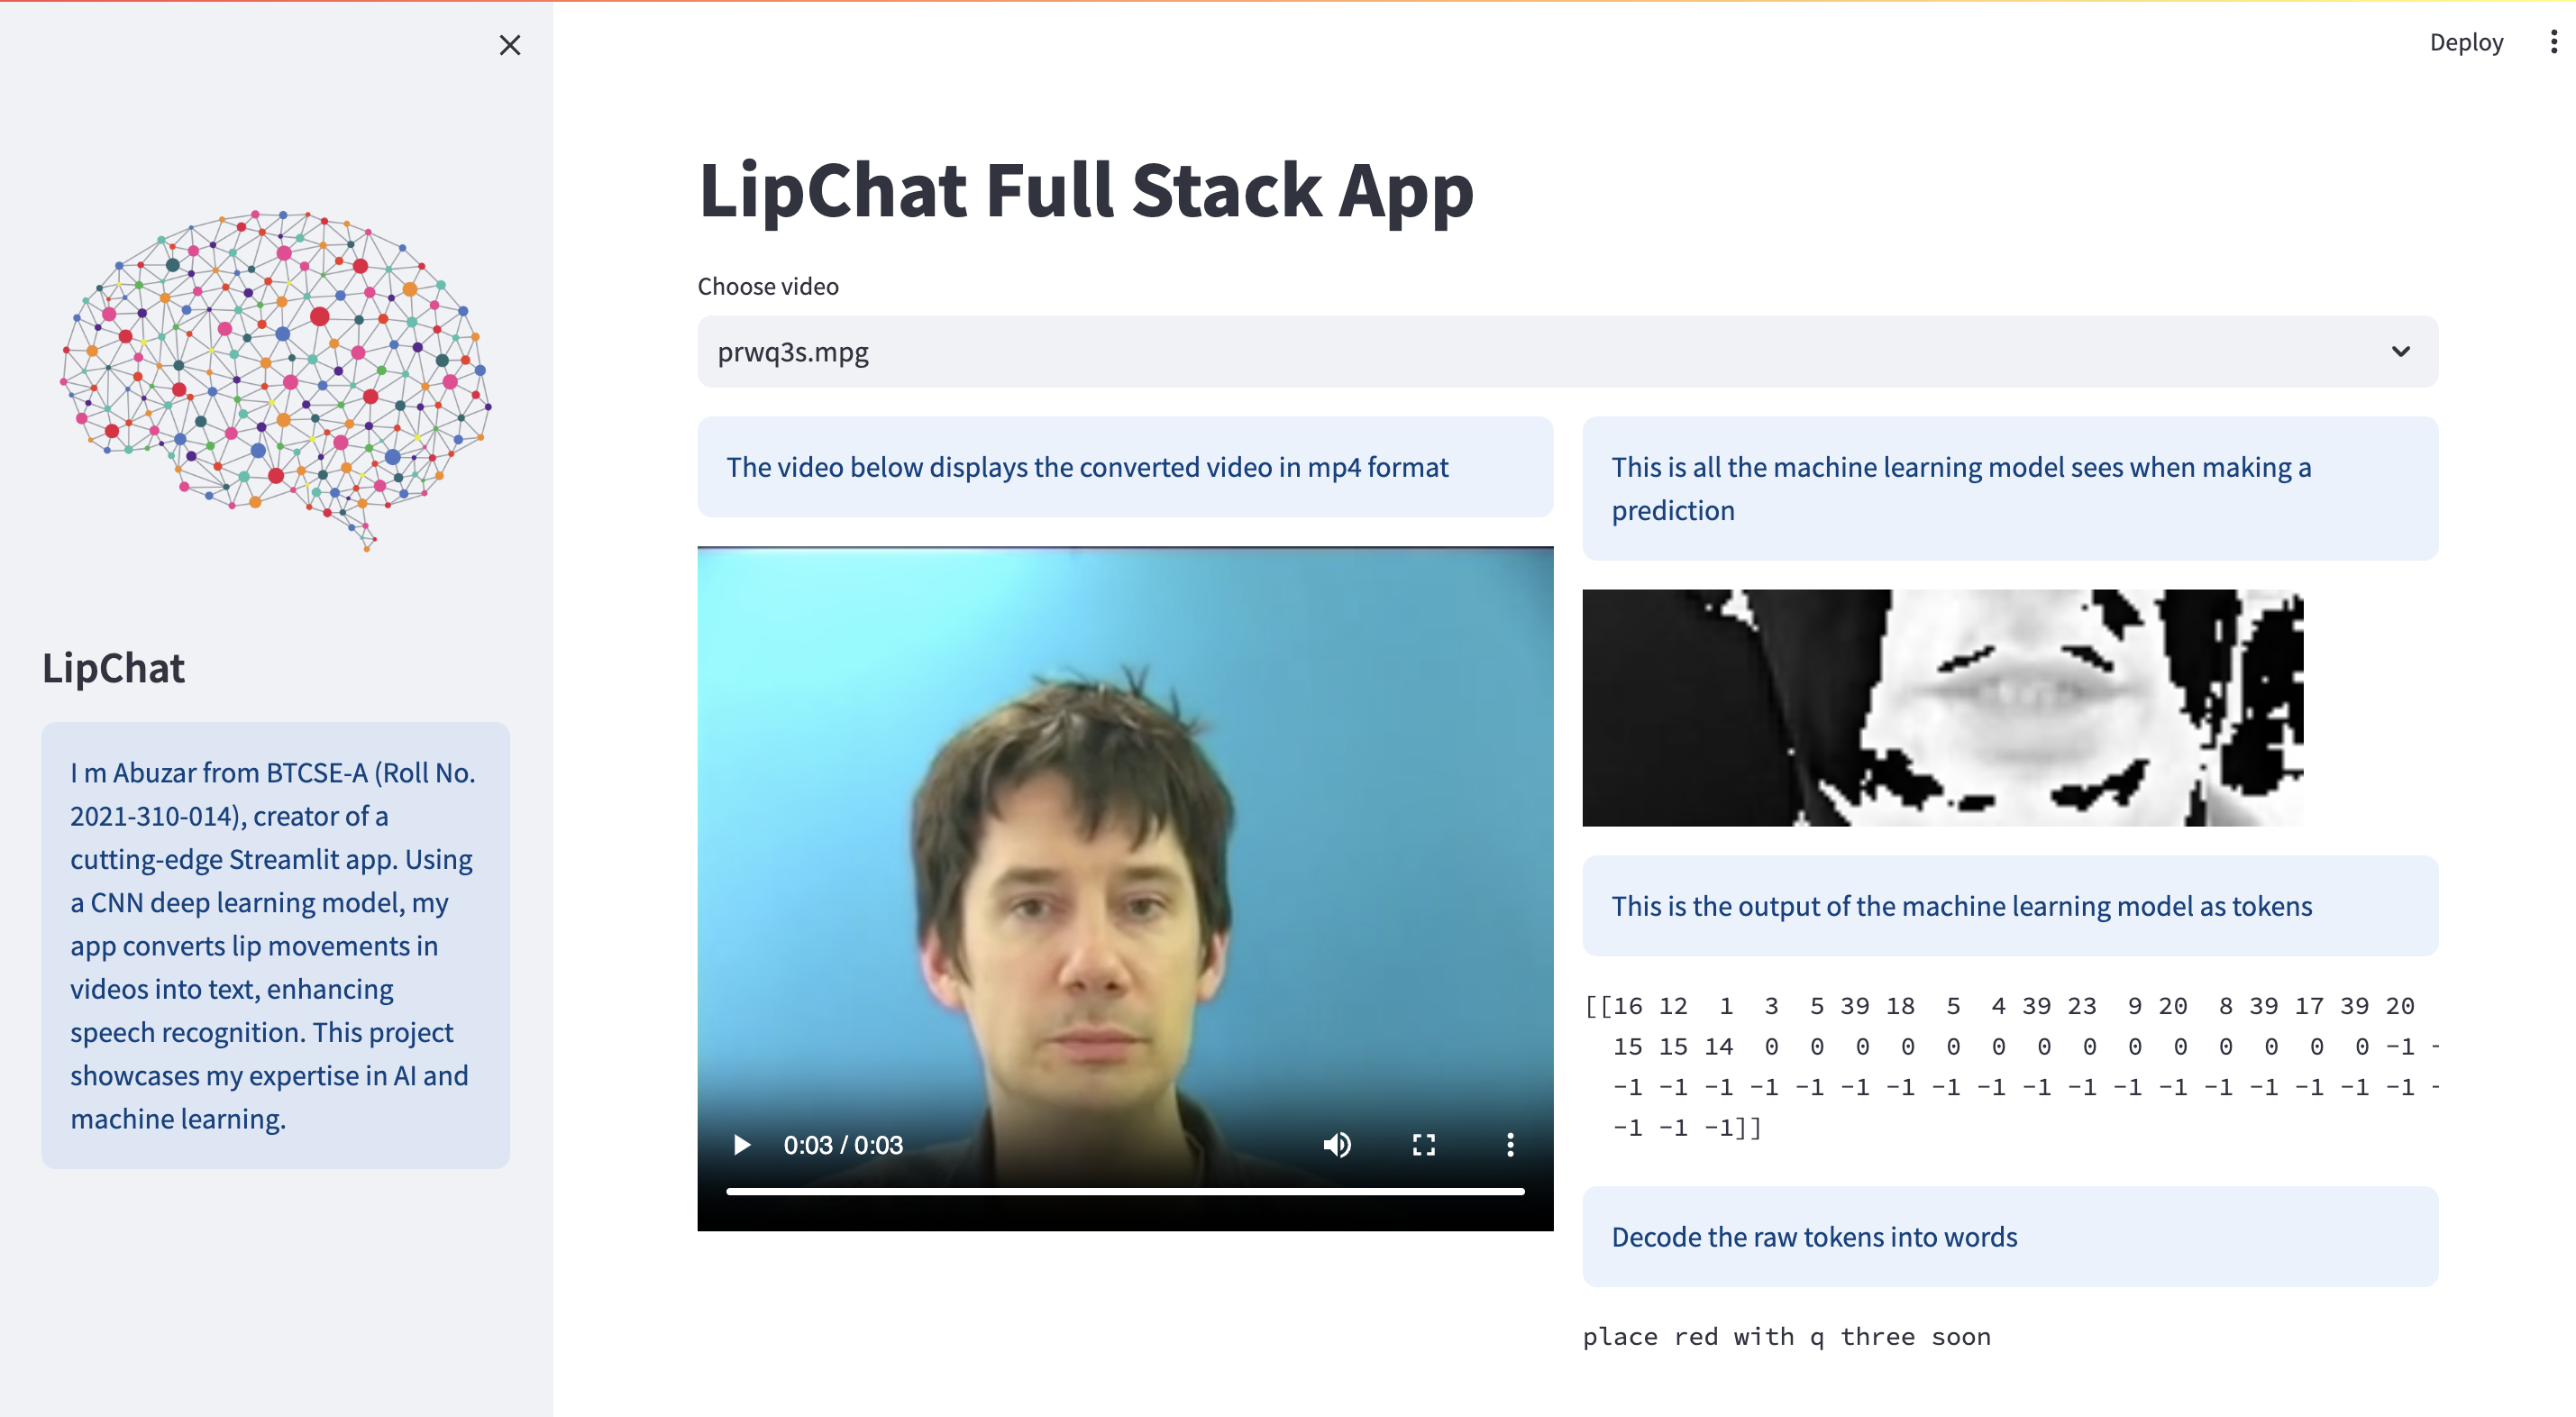 Deploy
LipChat
I m Abuzar from BTCSE-A (Roll No.
2021-310-014), creator of a
cutting-edge Streamlit app. Using
a CNN deep learning model, my
app converts lip movements in
videos into text, enhancing
speech recognition. This project
showcases my expertise in AI and
machine learning.
LipChat Full Stack App
Choose video
prwq3s.mpg
The video below displays the converted video in mp4 format
0:03 / 0:03
This is all the machine learning model sees when making a
prediction
This is the output of the machine learning model as tokens
[[16 12 1 3 5 39 18 5 4 39 23 9 20 8 39 17 39 20
15 15 14 0 0 0 0 0 0 0 0 0 0 0 0 0 0 -1 -
-1 -1 -1 -1 -1 -1 -1 -1 -1 -1 -1 -1 -1 -1 -1 -1 -1 -1 -
-1 -1 -1]]
Decode the raw tokens into words
place red with q three soon